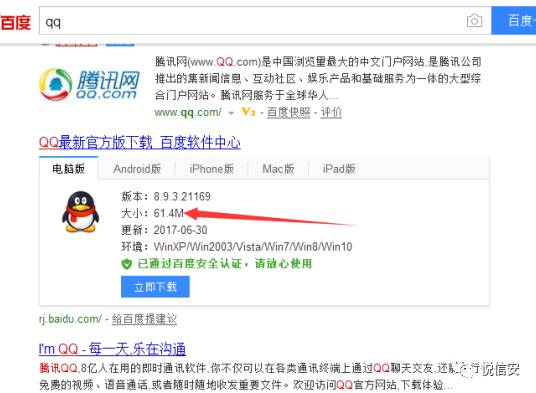 百度
qq
百度一
腾讯网
QQ.com
腾讯网(www.QQ.com)是中国浏览量最大的中文门户网站,是腾讯公司
推出的集新闻信息、互动社区、娱乐产品和基础服务为一体的大型综
合门户网站。腾讯网服务于全球华人...
www.qq.com/ V3 - 百度快照 - 评价
QQ最新官方版下载_百度软件中心
电脑版 Android版 iPhone版 Mac版 iPad版
版本: 8.9.3.21169
大小: 61.4M
更新: 2017-06-30
环境: WinXP/Win2003/Vista/Win7/Win8/Win10
已通过百度安全认证,请放心使用
立即下载
rj.baidu.com/ - 给百度提建议
I'm QQ - 每一天,乐在沟通
腾讯QQ,8亿人在用的即时通讯软件,你不仅可以在各类通讯终端上通过QQ聊天交友,还能进行
免费的视频、语音通话,或者随时随地收发重要文件。欢迎访问QQ官方网站,下载体验...
悦信安